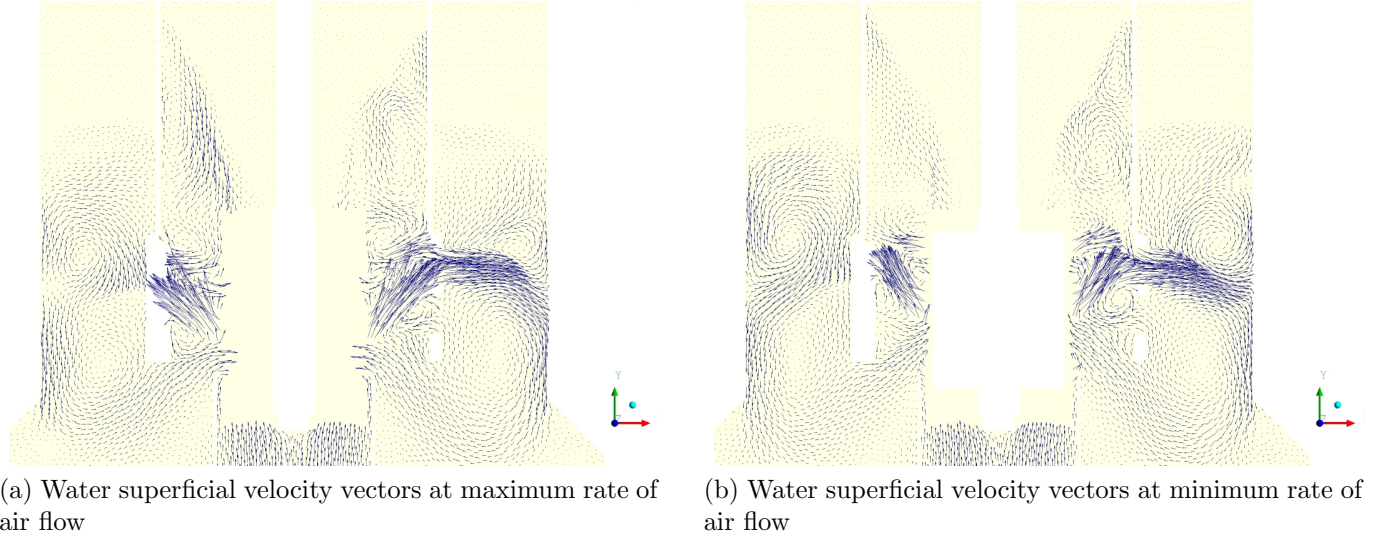 Y
Y
(a) Water superficial velocity vectors at maximum rate of
air flow
(b) Water superficial velocity vectors at minimum rate of
air flow